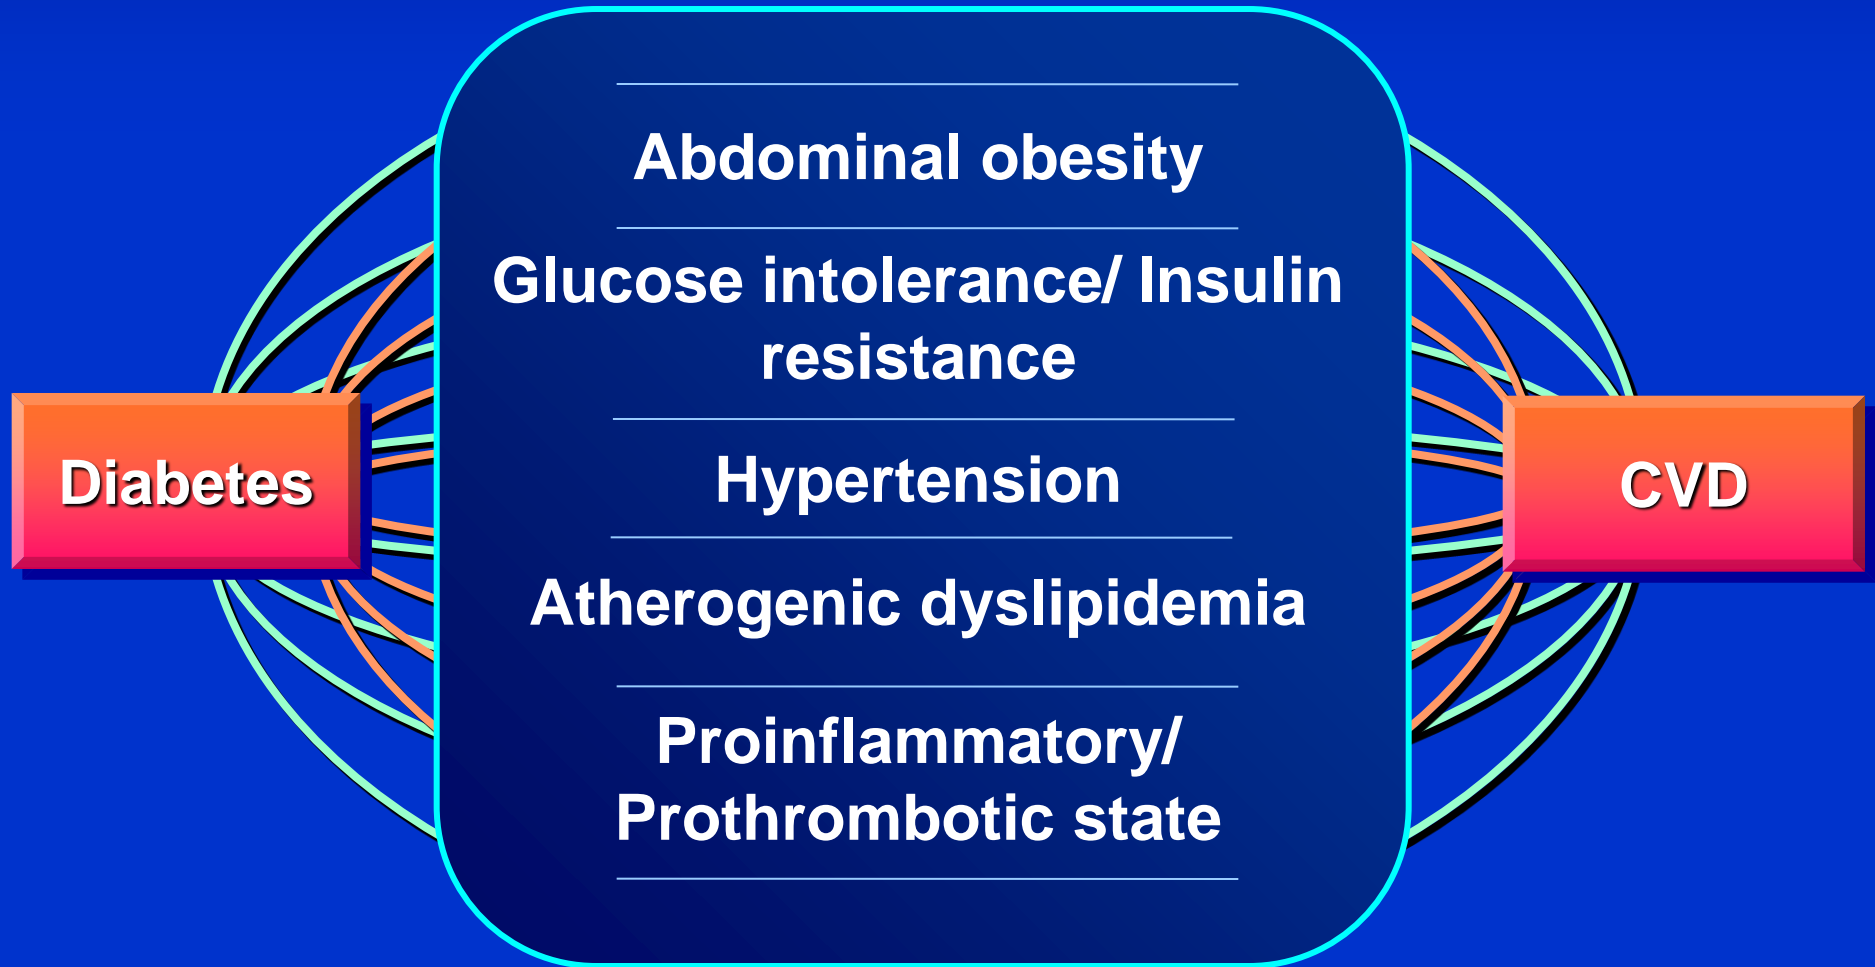 Abdominal obesity
Glucose intolerance/ Insulin
resistance
Diabetes
Hypertension
CVD
Atherogenic dyslipidemia
Proinflammatory/
Prothrombotic state